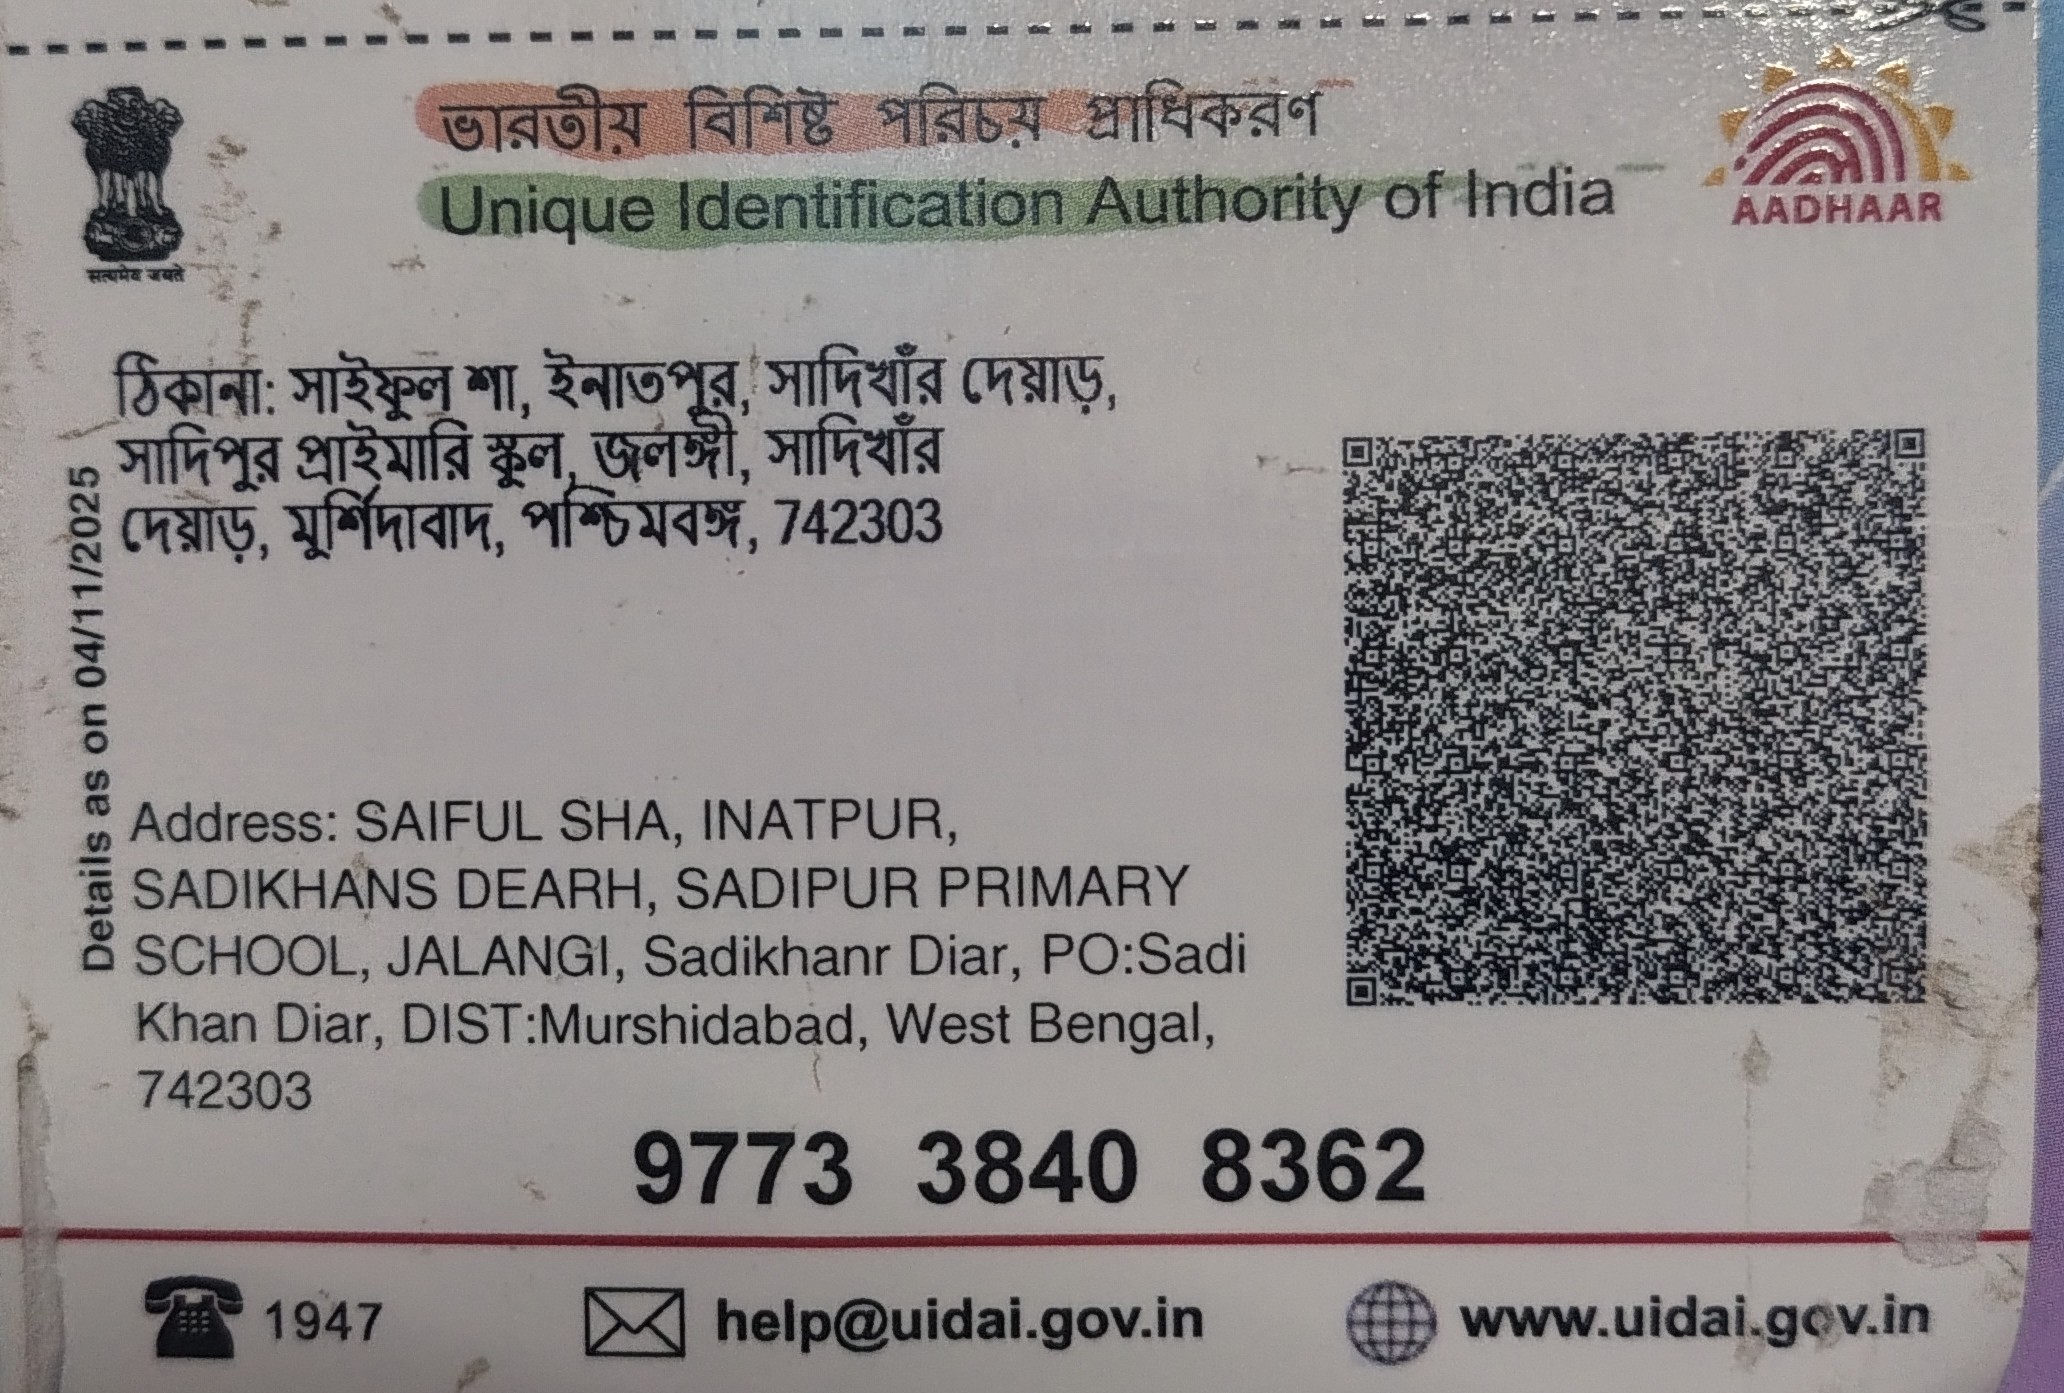 ভারতীয় বিশিষ্ট পরিচয় প্রাধিকরণ
Unique Identification Authority of India
AADHAAR
सत्यमेव जयते
ঠিকানা: সাইফুল শা, ইনাতপুর, সাদিখাঁর দেয়াড়,
সাদিপুর প্রাইমারি স্কুল, জলঙ্গী, সাদিখাঁর
দেয়াড়, মুর্শিদাবাদ, পশ্চিমবঙ্গ, 742303
Details as on 04/11/2025
Address: SAIFUL SHA, INATPUR,
SADIKHANS DEARH, SADIPUR PRIMARY
SCHOOL, JALANGI, Sadikhanr Diar, PO:Sadi
Khan Diar, DIST:Murshidabad, West Bengal,
742303
9773 3840 8362
1947
help@uidai.gov.in
www.uidai.gov.in